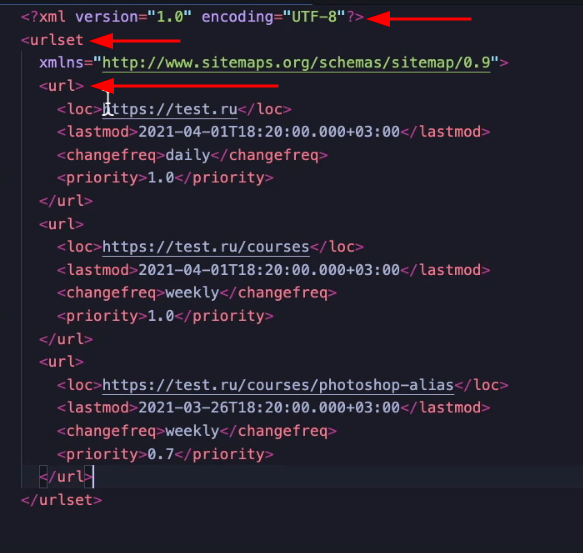 <?xml version="1.0" encoding="UTF-8"?>
<urlset
xmlns="http://www.sitemaps.org/schemas/sitemap/0.9">
<url>
<loc>https://test.ru</loc>
<lastmod>2021-04-01T18:20:00.000+03:00</lastmod>
<changefreq>daily</changefreq>
<priority>1.0</priority>
</url>
<url>
<loc>https://test.ru/courses</loc>
<lastmod>2021-04-01T18:20:00.000+03:00</lastmod>
<changefreq>weekly</changefreq>
<priority>1.0</priority>
</url>
<url>
<loc>https://test.ru/courses/photoshop-alias</loc>
<lastmod>2021-03-26T18:20:00.000+03:00</lastmod>
<changefreq>weekly</changefreq>
<priority>0.7</priority>
</url>
</urlset>